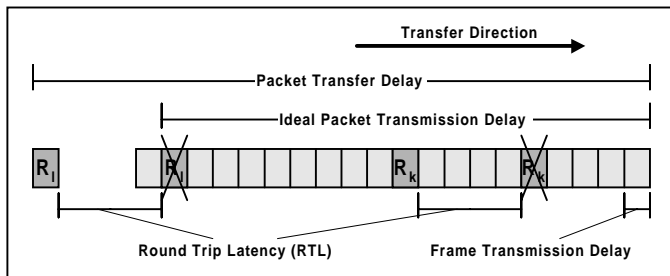 Transfer Direction
Packet Transfer Delay
Ideal Packet Transmission Delay
R l R l R k R k
Round Trip Latency (RTL) Frame Transmission Delay